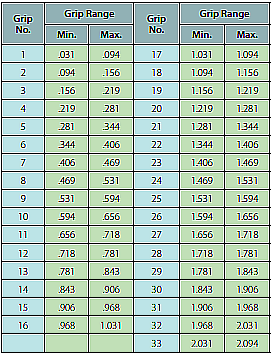 Grip No. Grip Range Grip No. Grip Range
Min. Max. Min. Max.
1 .031 .094 17 1.031 1.094
2 .094 .156 18 1.094 1.156
3 .156 .219 19 1.156 1.219
4 .219 .281 20 1.219 1.281
5 .281 .344 21 1.281 1.344
6 .344 .406 22 1.344 1.406
7 .406 .469 23 1.406 1.469
8 .469 .531 24 1.469 1.531
9 .531 .594 25 1.531 1.594
10 .594 .656 26 1.594 1.656
11 .656 .718 27 1.656 1.718
12 .718 .781 28 1.718 1.781
13 .781 .843 29 1.781 1.843
14 .843 .906 30 1.843 1.906
15 .906 .968 31 1.906 1.968
16 .968 1.031 32 1.968 2.031
33 2.031 2.094